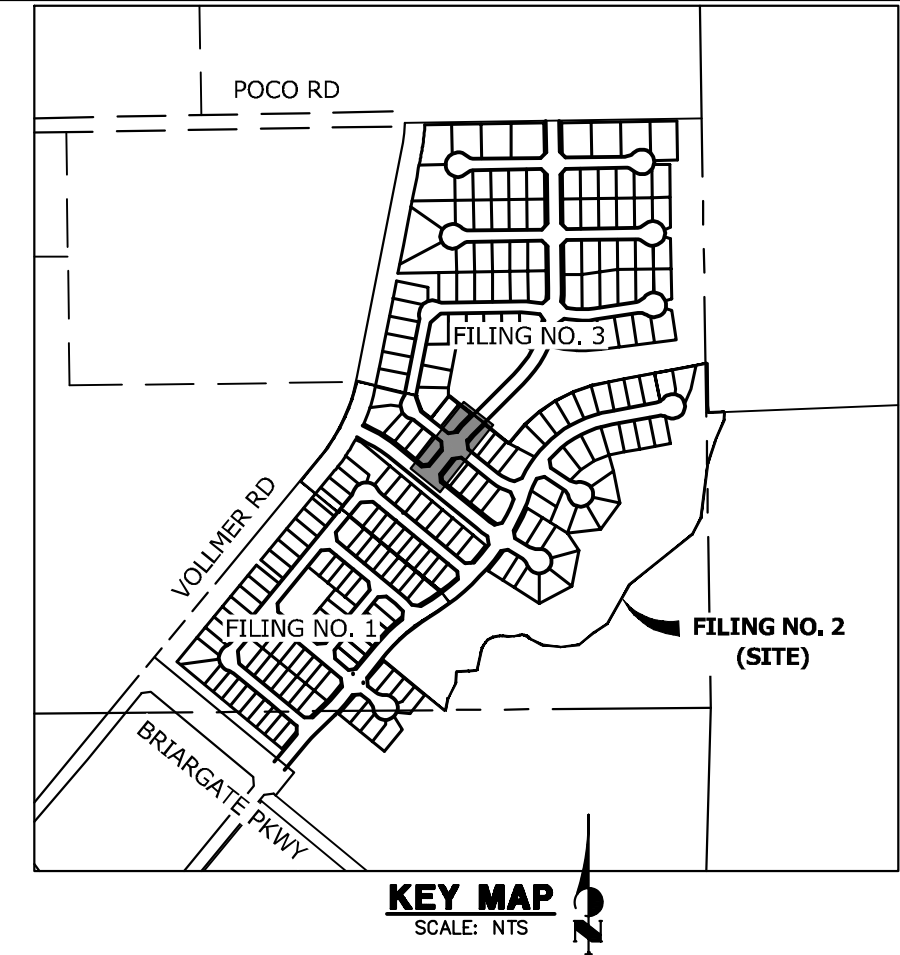 POCO RD
FILING NO. 3
VOLLMER RD
FILING NO. 1
FILING NO. 2
(SITE)
BRIARGATE PKWY
KEY MAP
SCALE: NTS
N